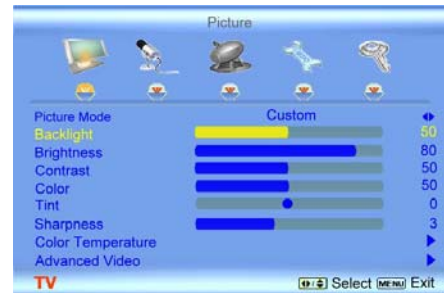 Picture
Picture Mode Custom
Backlight 50
Brightness 80
Contrast 50
Color 50
Tint 0
Sharpness 3
Color Temperature
Advanced Video
TV Select MENU Exit